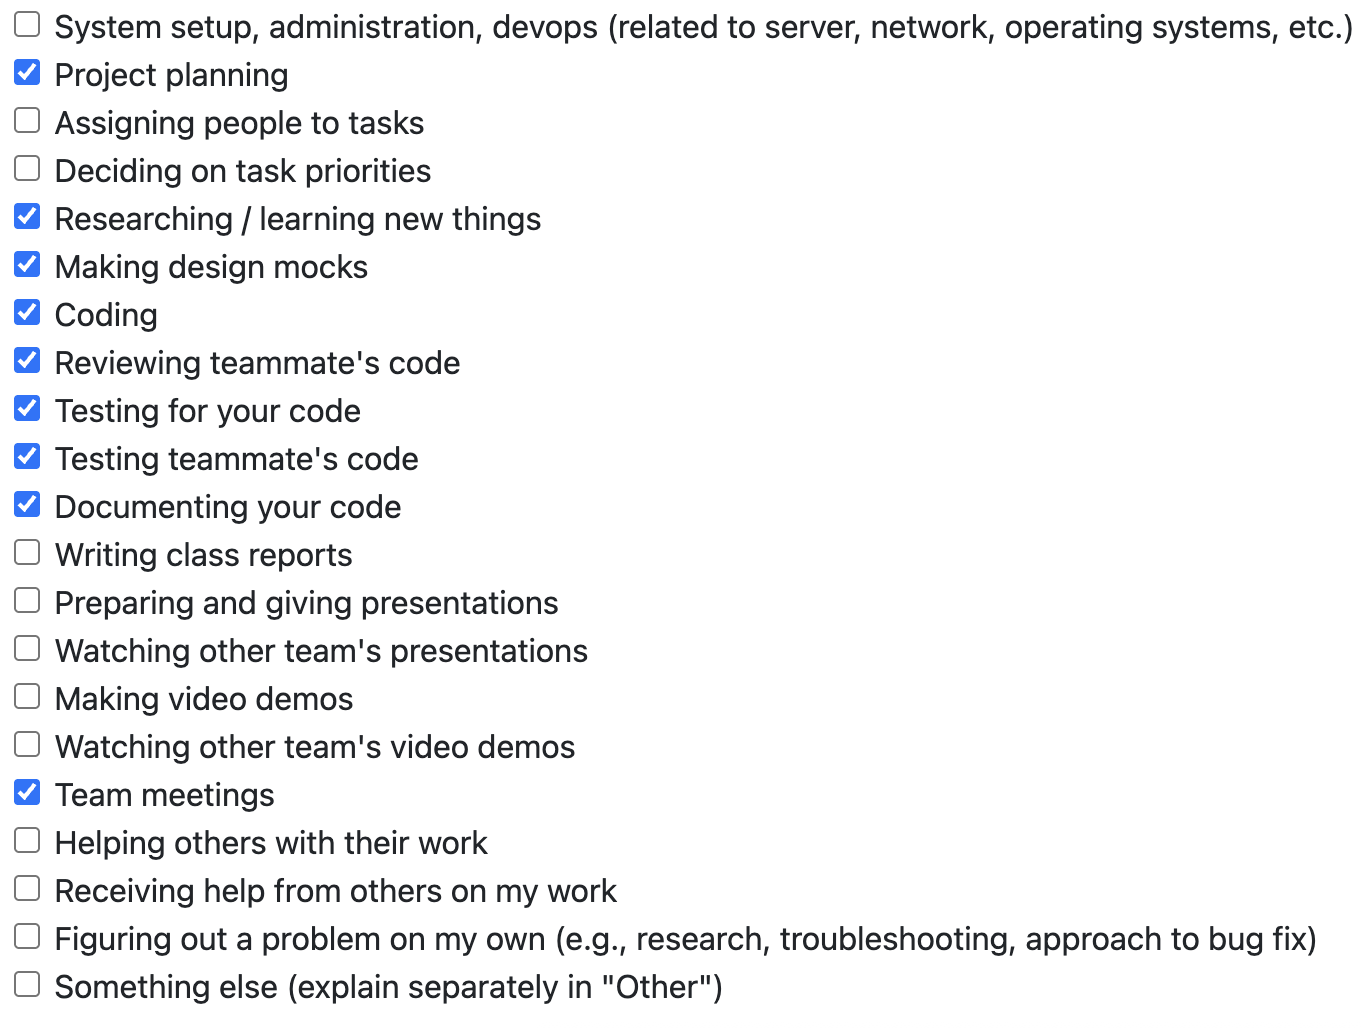 System setup, administration, devops (related to server, network, operating systems, etc.)
Project planning
Assigning people to tasks
Deciding on task priorities
Researching / learning new things
Making design mocks
Coding
Reviewing teammate's code
Testing for your code
Testing teammate's code
Documenting your code
Writing class reports
Preparing and giving presentations
Watching other team's presentations
Making video demos
Watching other team's video demos
Team meetings
Helping others with their work
Receiving help from others on my work
Figuring out a problem on my own (e.g., research, troubleshooting, approach to bug fix)
Something else (explain separately in "Other")